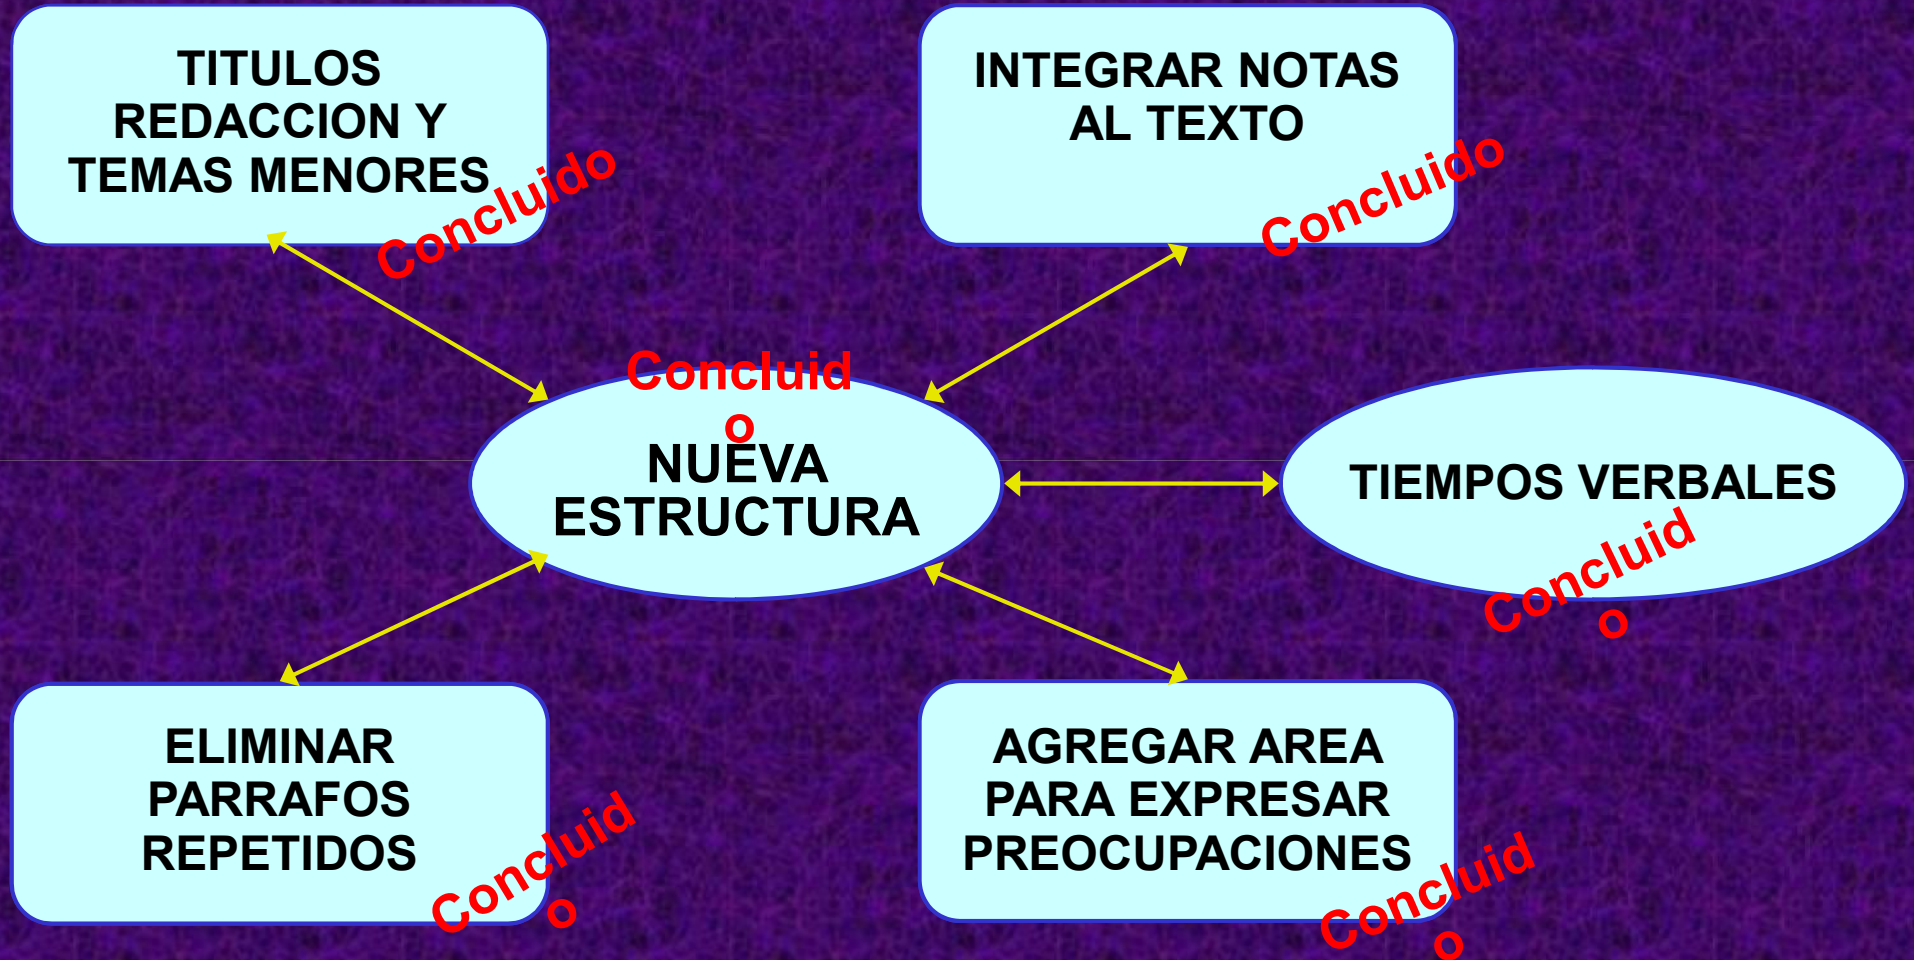 TITULOS
REDACCION Y
TEMAS MENORES
Concluido
INTEGRAR NOTAS
AL TEXTO
Concluido
Concluid
o
NUEVA
ESTRUCTURA
TIEMPOS VERBALES
Concluid
o
ELIMINAR
PARRAFOS
REPETIDOS
Concluid
o
AGREGAR AREA
PARA EXPRESAR
PREOCUPACIONES
Concluid
o